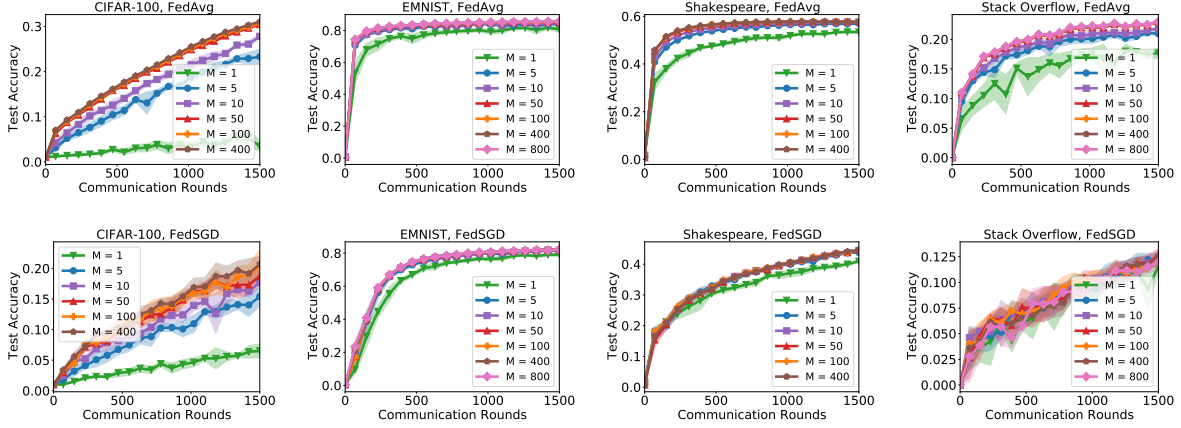 CIFAR-100, FedAvg
Test Accuracy
0.3
0.2
0.1
0.0
0 500 1000 1500
Communication Rounds
M = 1
M = 5
M = 10
M = 50
M = 100
M = 400
EMNIST, FedAvg
Test Accuracy
0.8
0.6
0.4
0.2
0.0
0 500 1000 1500
Communication Rounds
M = 1
M = 5
M = 10
M = 50
M = 100
M = 400
M = 800
Shakespeare, FedAvg
Test Accuracy
0.6
0.4
0.2
0.0
0 500 1000 1500
Communication Rounds
M = 1
M = 5
M = 10
M = 50
M = 100
M = 400
Stack Overflow, FedAvg
Test Accuracy
0.20
0.15
0.10
0.05
0.00
0 500 1000 1500
Communication Rounds
M = 1
M = 5
M = 10
M = 50
M = 100
M = 400
M = 800
CIFAR-100, FedSGD
Test Accuracy
0.20
0.15
0.10
0.05
0.00
0 500 1000 1500
Communication Rounds
M = 1
M = 5
M = 10
M = 50
M = 100
M = 400
EMNIST, FedSGD
Test Accuracy
0.8
0.6
0.4
0.2
0.0
0 500 1000 1500
Communication Rounds
M = 1
M = 5
M = 10
M = 50
M = 100
M = 400
M = 800
Shakespeare, FedSGD
Test Accuracy
0.4
0.3
0.2
0.1
0.0
0 500 1000 1500
Communication Rounds
M = 1
M = 5
M = 10
M = 50
M = 100
M = 400
Stack Overflow, FedSGD
Test Accuracy
0.125
0.100
0.075
0.050
0.025
0.000
0 500 1000 1500
Communication Rounds
M = 1
M = 5
M = 10
M = 50
M = 100
M = 400
M = 800